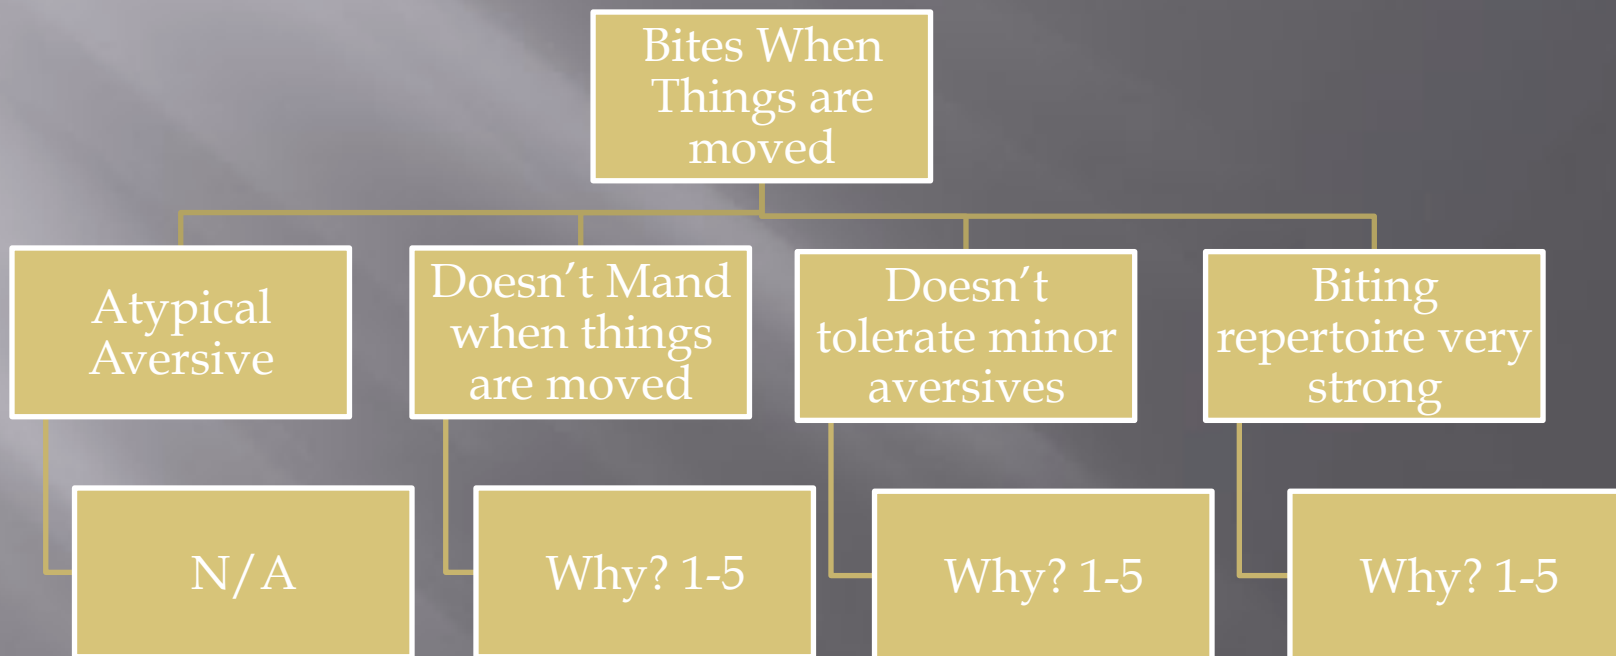 Bites When
Things are
moved
Atypical
Aversive
Doesn’t Mand
when things
are moved
Doesn’t
tolerate minor
aversives
Biting
repertoire very
strong
N/A
Why? 1-5
Why? 1-5
Why? 1-5